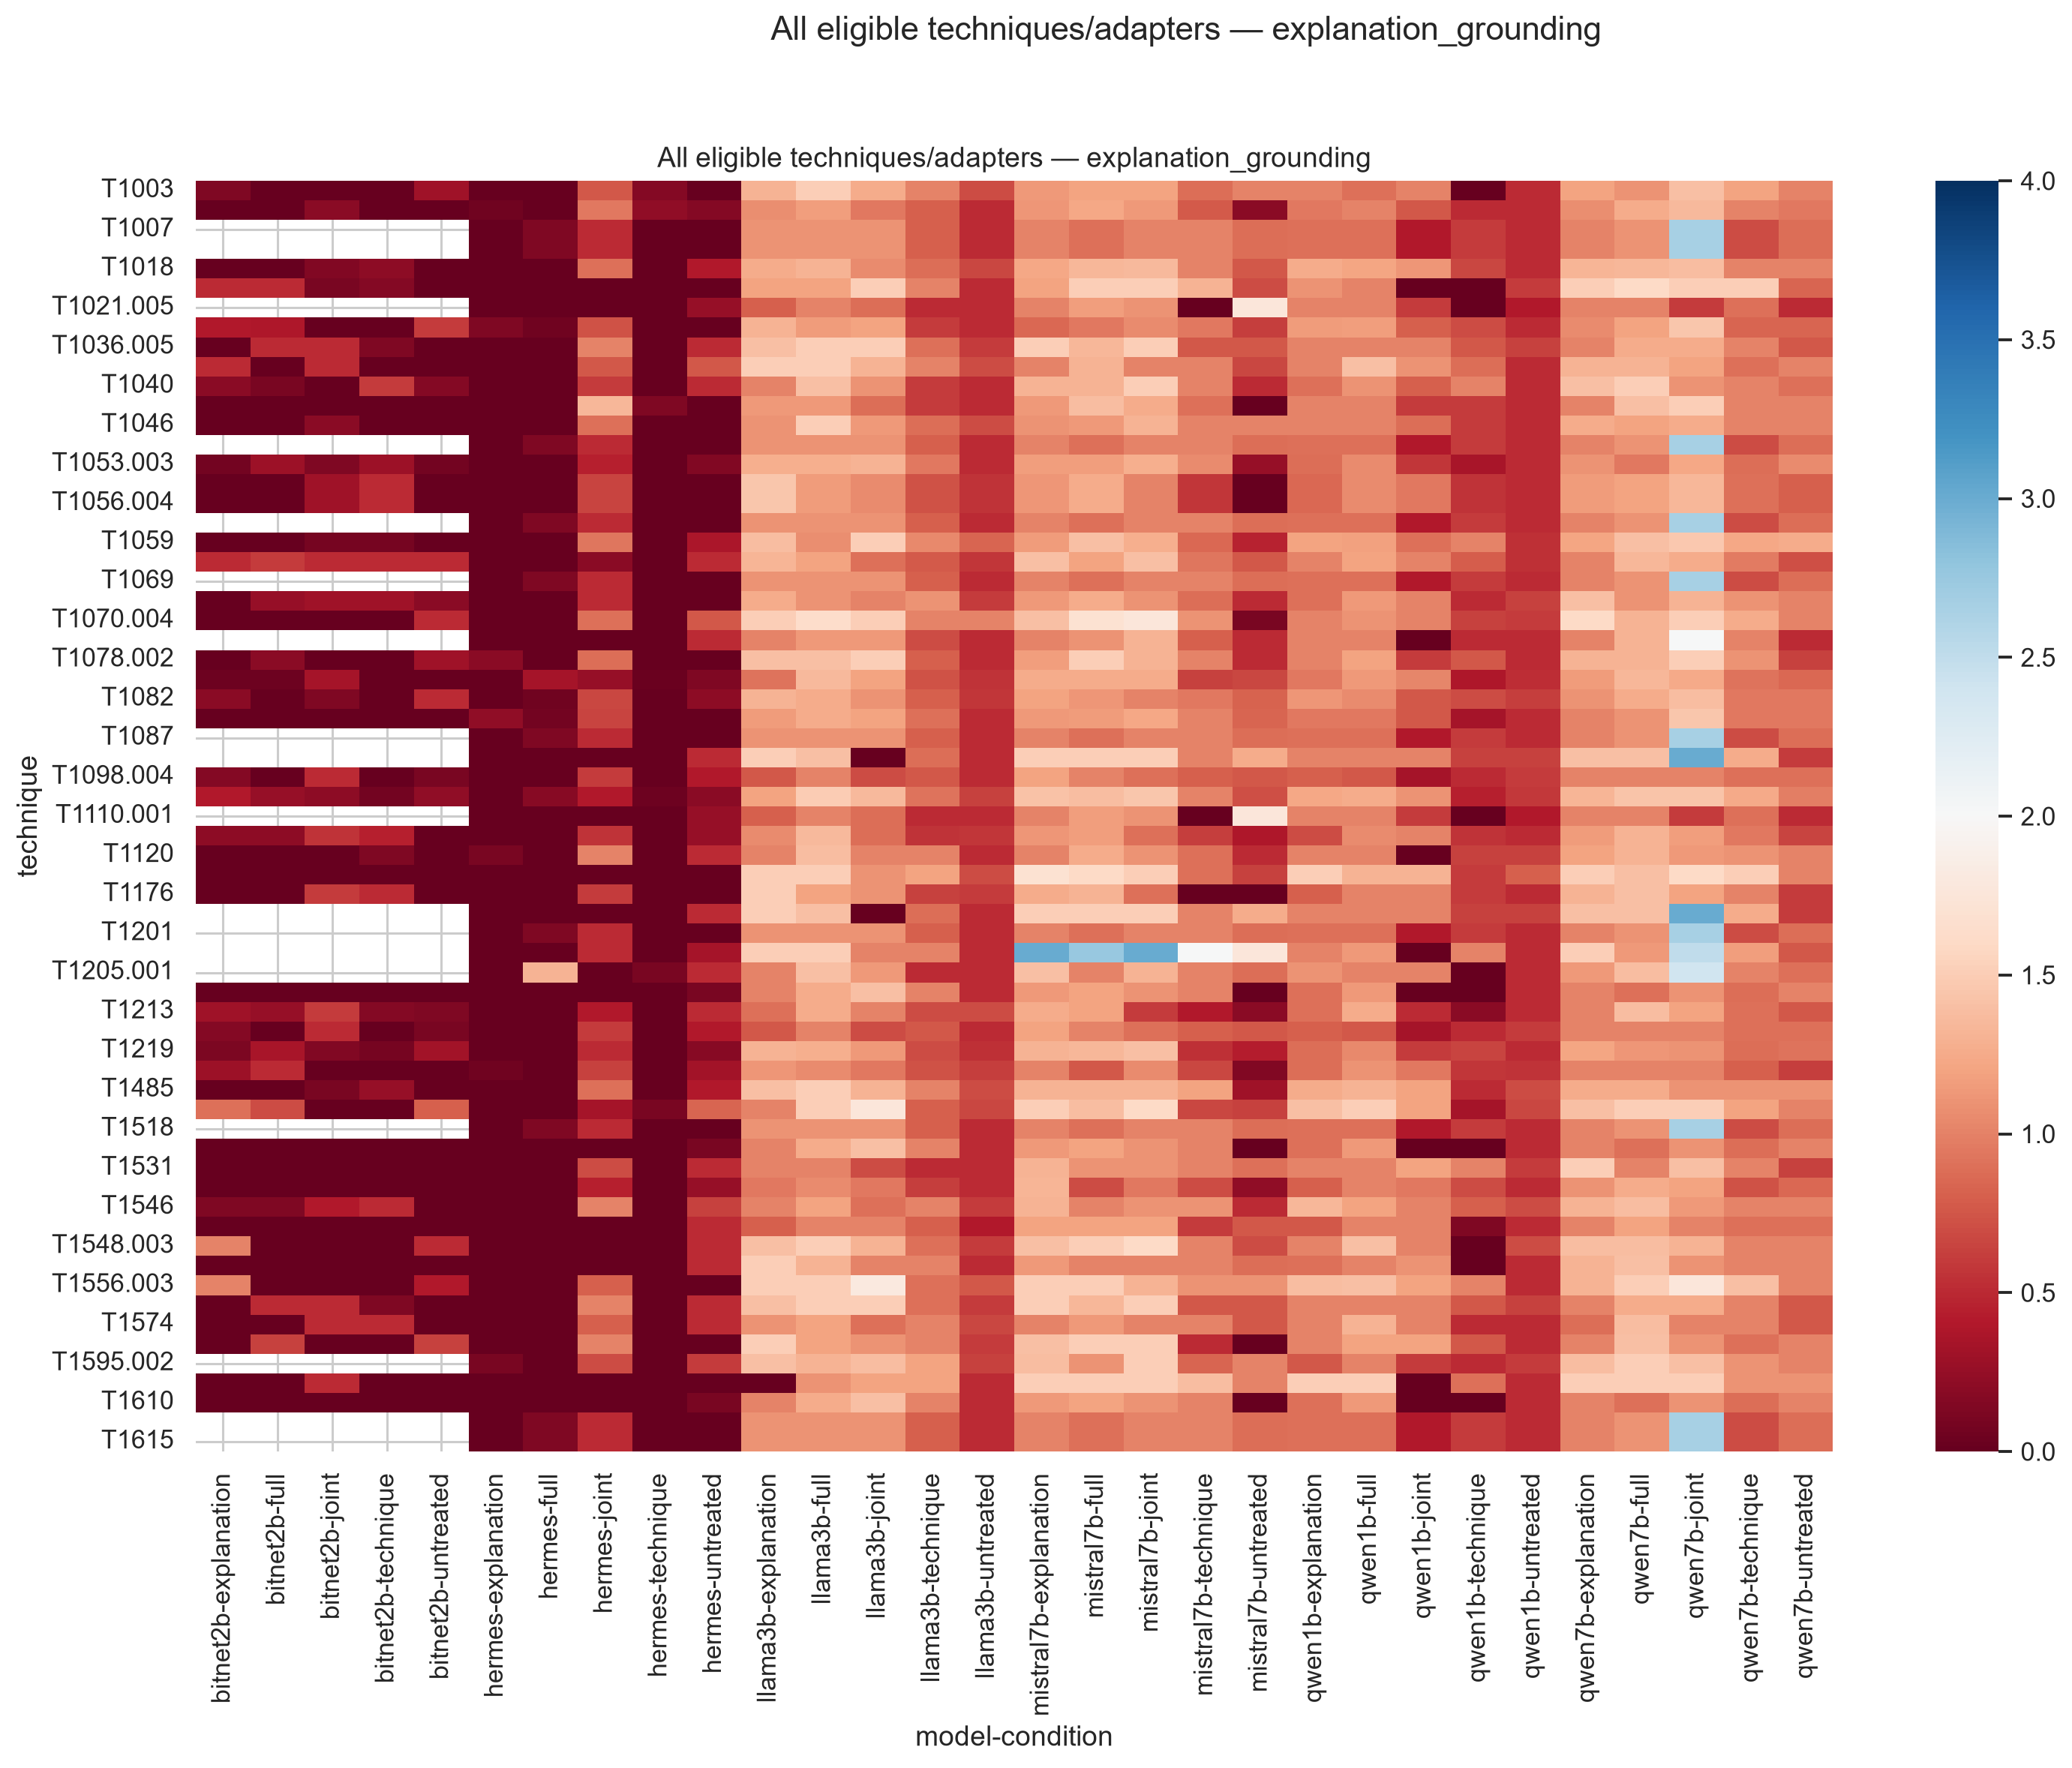 All eligible techniques/adapters — explanation_grounding
All eligible techniques/adapters — explanation_grounding
technique
T1003
T1007
T1018
T1021.005
T1036.005
T1040
T1046
T1053.003
T1056.004
T1059
T1069
T1070.004
T1078.002
T1082
T1087
T1098.004
T1110.001
T1120
T1176
T1201
T1205.001
T1213
T1219
T1485
T1518
T1531
T1546
T1548.003
T1556.003
T1574
T1595.002
T1610
T1615
4.0
3.5
3.0
2.5
2.0
1.5
1.0
0.5
0.0
bitnet2b-explanation
bitnet2b-full
bitnet2b-joint
bitnet2b-technique
bitnet2b-untreated
hermes-explanation
hermes-full
hermes-joint
hermes-technique
hermes-untreated
llama3b-explanation
llama3b-full
llama3b-joint
llama3b-technique
llama3b-untreated
mistral7b-explanation
mistral7b-full
mistral7b-joint
mistral7b-technique
mistral7b-untreated
qwen1b-explanation
qwen1b-full
qwen1b-joint
qwen1b-technique
qwen1b-untreated
qwen7b-explanation
qwen7b-full
qwen7b-joint
qwen7b-technique
qwen7b-untreated
model-condition